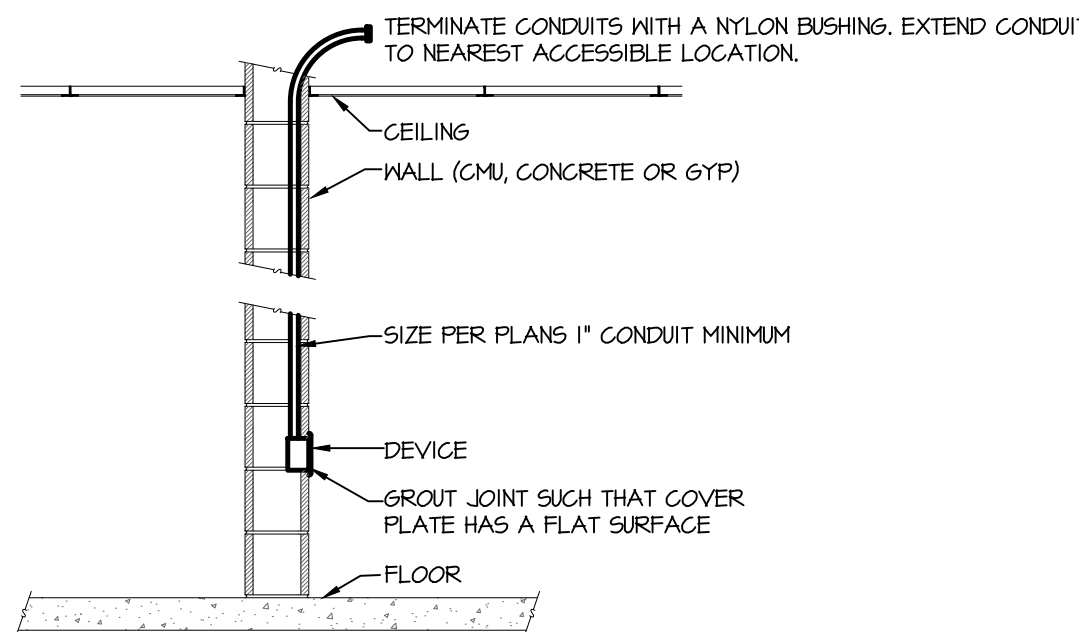 TERMINATE CONDUITS WITH A NYLON BUSHING. EXTEND CONDUIT
TO NEAREST ACCESSIBLE LOCATION.
CEILING
WALL (CMU, CONCRETE OR GYP)
SIZE PER PLANS 1" CONDUIT MINIMUM
DEVICE
GROUT JOINT SUCH THAT COVER
PLATE HAS A FLAT SURFACE
FLOOR